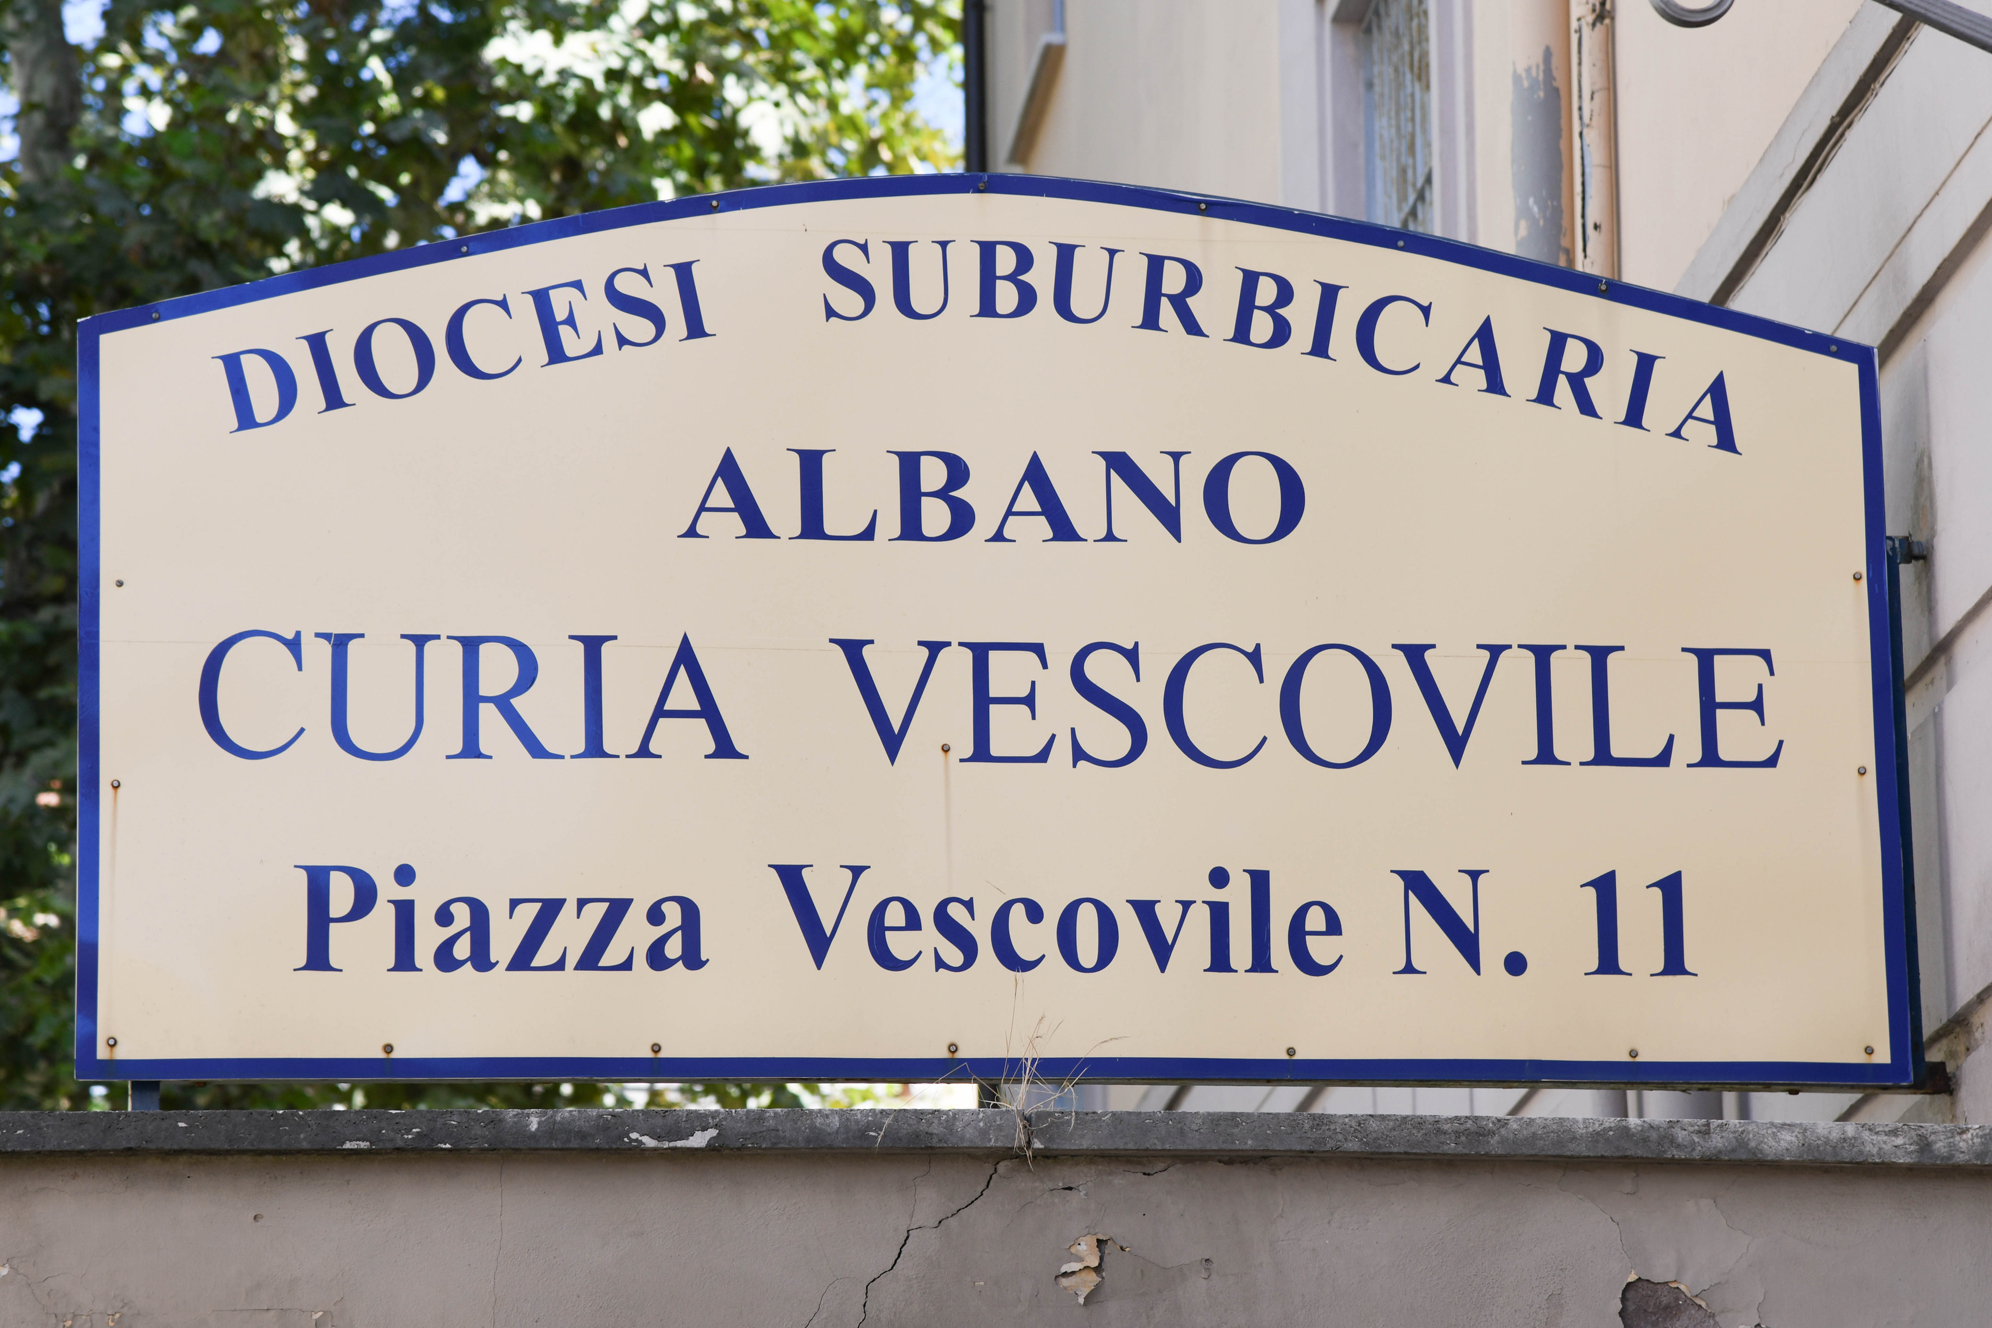 DIOCESI SUBURBICARIA
ALBANO
CURIA VESCOVILE
Piazza Vescovile N. 11